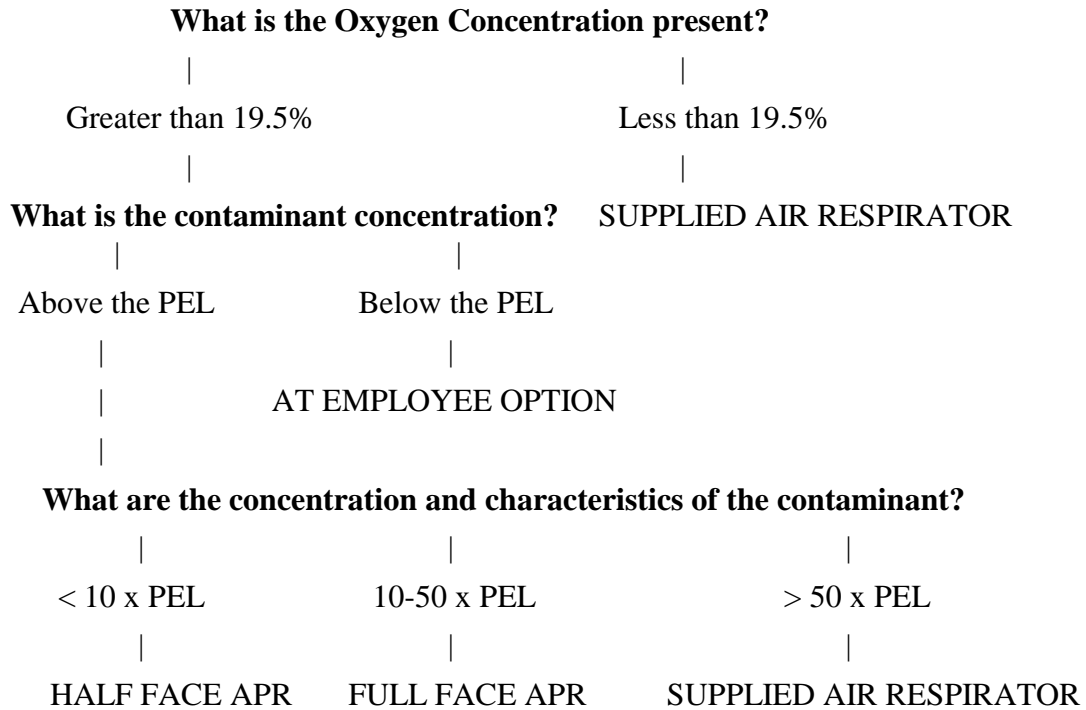 What is the Oxygen Concentration present?
Greater than 19.5% Less than 19.5%
What is the contaminant concentration? SUPPLIED AIR RESPIRATOR
Above the PEL Below the PEL
AT EMPLOYEE OPTION
What are the concentration and characteristics of the contaminant?
< 10 x PEL 10-50 x PEL > 50 x PEL
HALF FACE APR FULL FACE APR SUPPLIED AIR RESPIRATOR